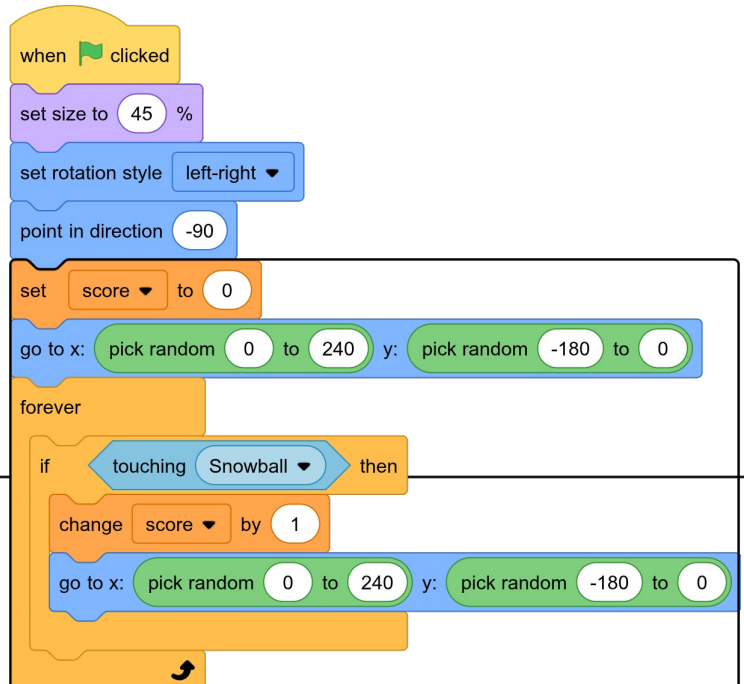 when clicked
set size to 45 %
set rotation style left-right
point in direction -90
set score to 0
go to x: pick random 0 to 240 y: pick random -180 to 0
forever
if touching Snowball then
change score by 1
go to x: pick random 0 to 240 y: pick random -180 to 0